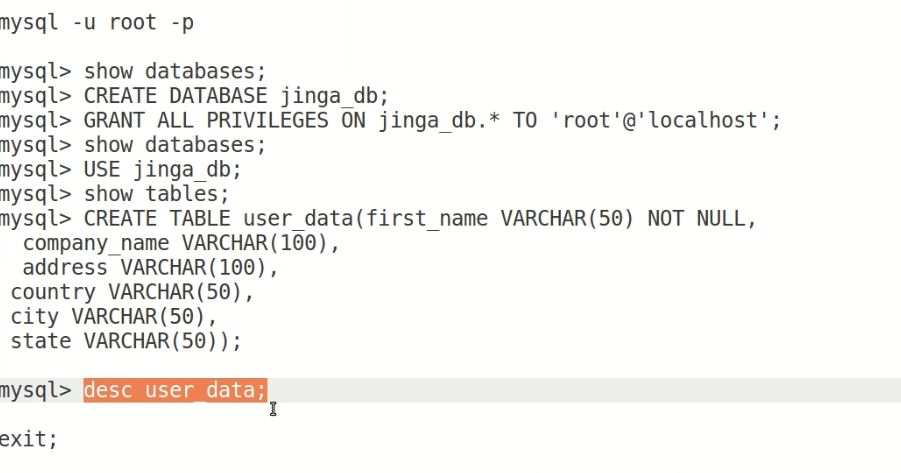 mysql -u root -p
mysql> show databases;
mysql> CREATE DATABASE jinga_db;
mysql> GRANT ALL PRIVILEGES ON jinga_db.* TO 'root'@'localhost';
mysql> show databases;
mysql> USE jinga_db;
mysql> show tables;
mysql> CREATE TABLE user_data(first_name VARCHAR(50) NOT NULL,
company_name VARCHAR(100),
address VARCHAR(100),
country VARCHAR(50),
city VARCHAR(50),
state VARCHAR(50));
mysql> desc user_data;
exit;